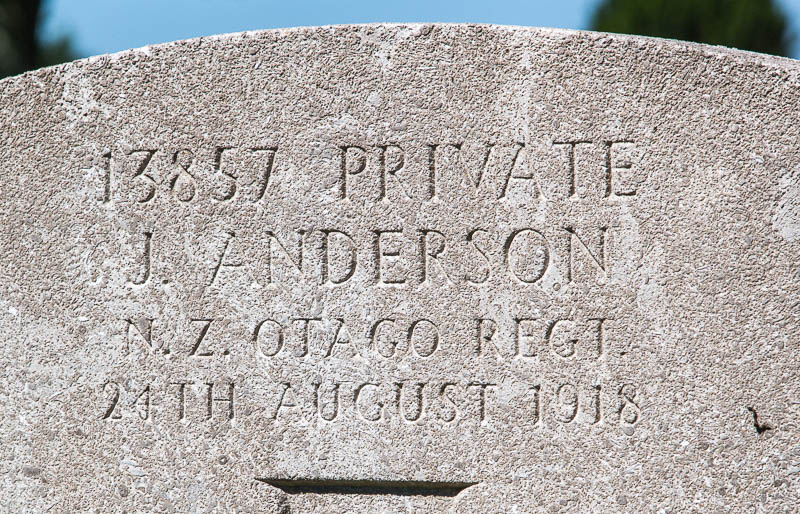 13857 PRIVATE
J. ANDERSON
N.Z. OTAGO REGT.
24TH AUGUST 1918